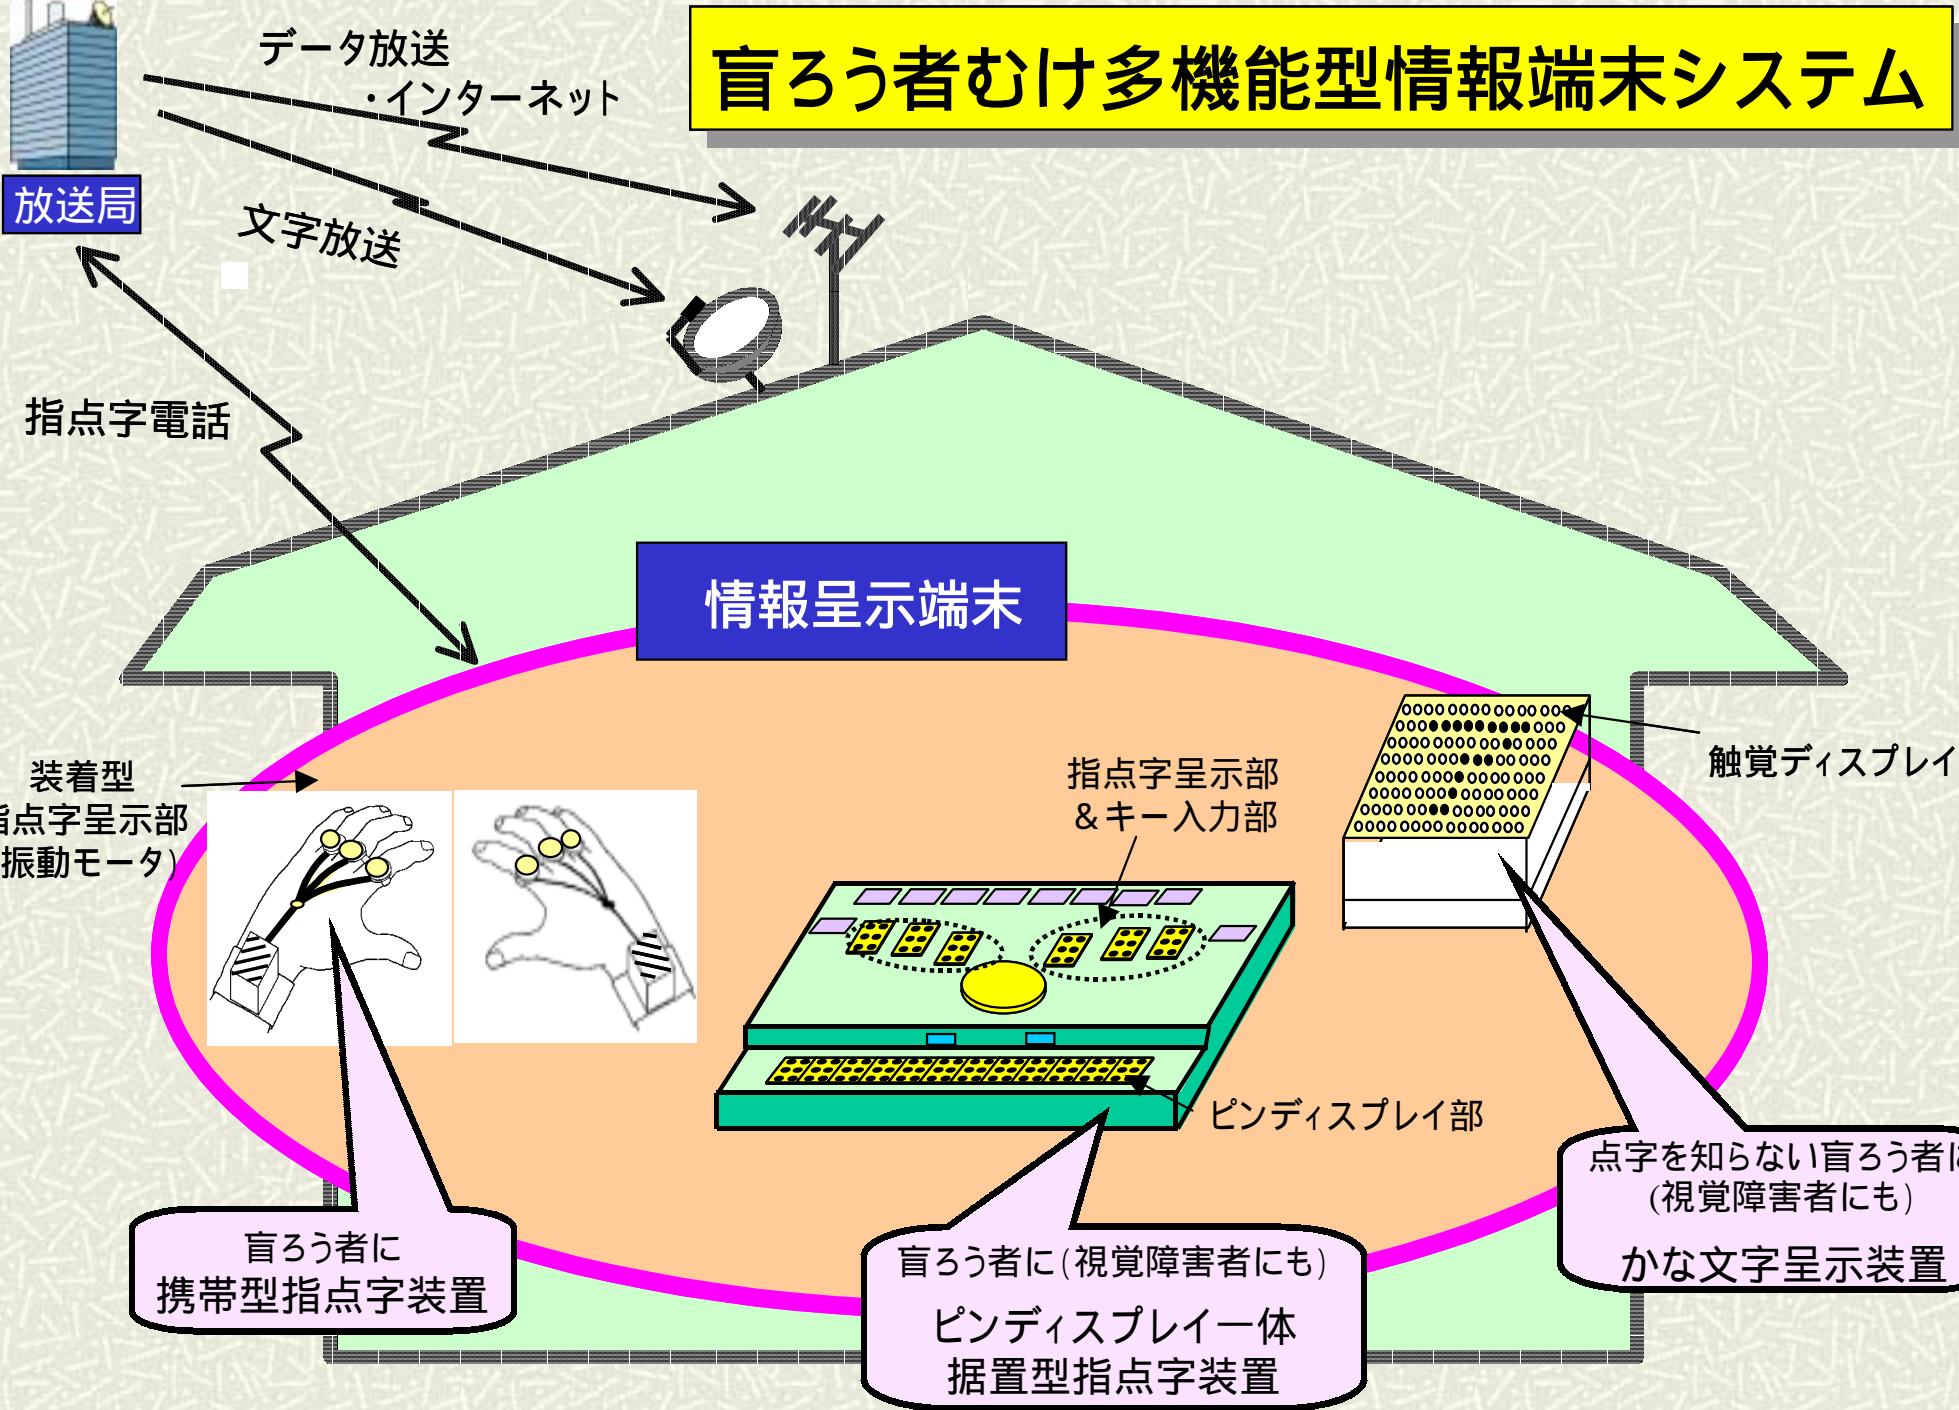 盲ろう者むけ多機能型情報端末システム
データ放送
・インターネット
放送局
文字放送
指点字電話
情報呈示端末
装着型
指点字呈示部
振動モータ)
指点字呈示部
&キー入力部
触覚ディスプレイ
ピンディスプレイ部
盲ろう者に
携帯型指点字装置
盲ろう者に(視覚障害者にも)
ピンディスプレイ一体
据置型指点字装置
点字を知らない盲ろう者に
(視覚障害者にも)
かな文字呈示装置